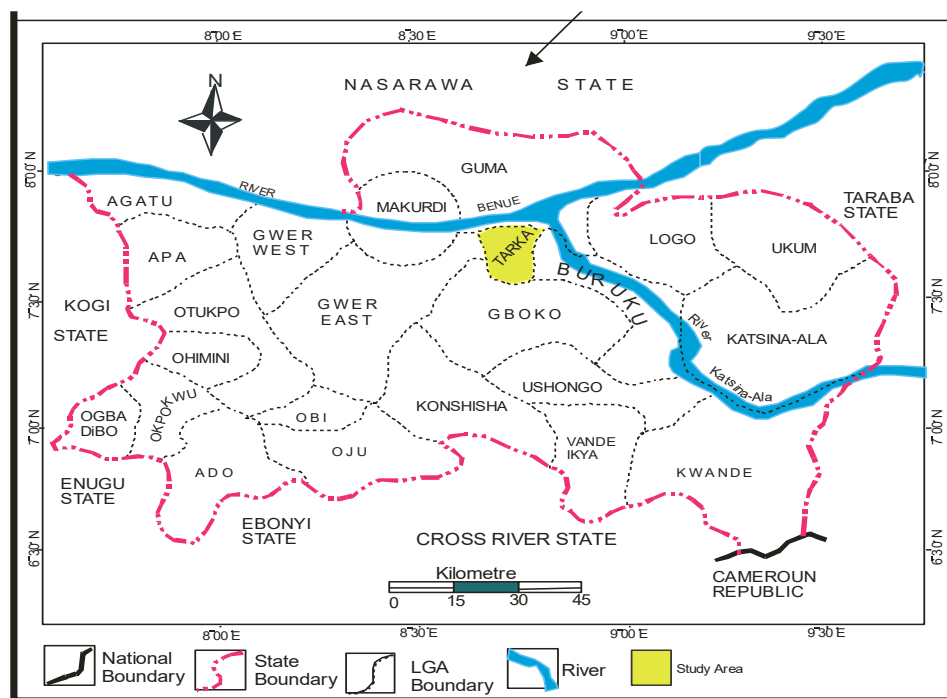 8°00'E 8°30'E 9°00'E 9°30'E
NASARAWA STATE
N
8°00'N
8°00'N
GUMA
RIVER
BENUE
AGATU
MAKURDI
TARABA
STATE
GWER
WEST
LOGO
UKUM
APA
TARKA
BURUKU
KOGI
STATE
7°30'N
7°30'N
OTUKPO
GWER
EAST
GBOKO
River
KATSINA-ALA
OHIMINI
USHONGO
Katsina-Ala
OGBA
DiBO
OKPOKWU
OBI
KONSHISHA
7°00'N
7°00'N
ADO
OJU
VANDE
IKYA
KWANDE
ENUGU
STATE
EBONYI
STATE
CROSS RIVER STATE
6°30'N
6°30'N
Kilometre
0 15 30 45
CAMEROUN
REPUBLIC
8°00'E 8°30'E 9°00'E 9°30'E
National
Boundary
State
Boundary
LGA
Boundary
River
Study Area